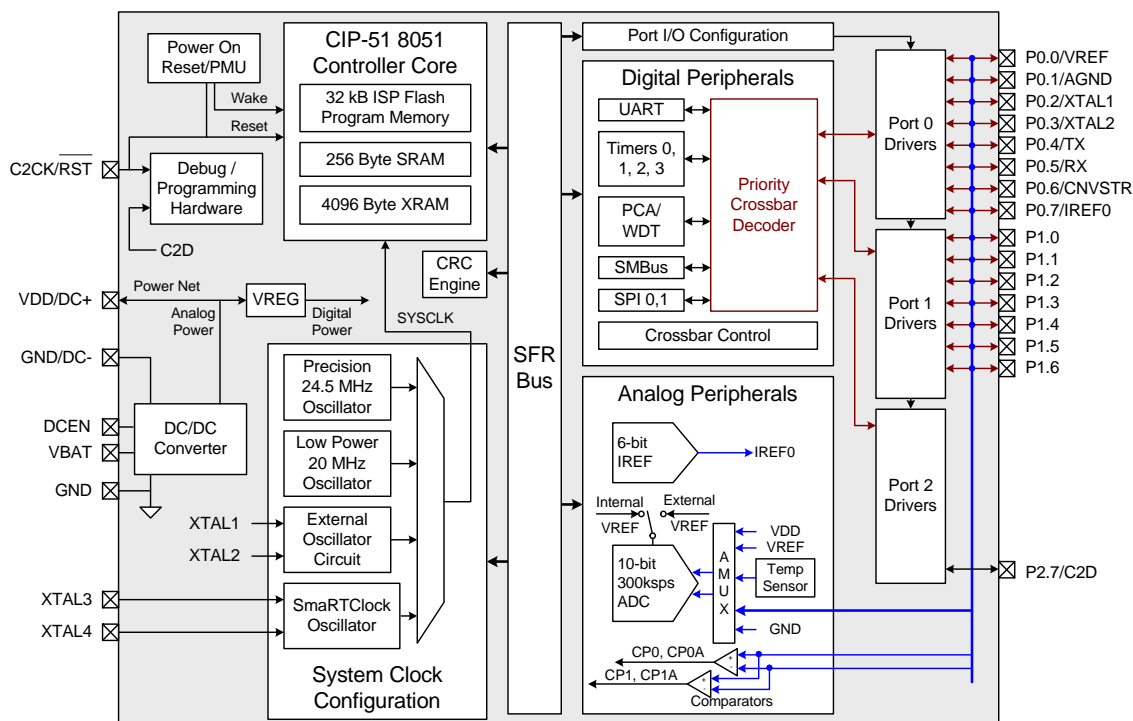 Power On
Reset/PMU
Wake
Reset
C2CK/RST
Debug /
Programming
Hardware
C2D
CIP-51 8051
Controller Core
32 kB ISP Flash
Program Memory
256 Byte SRAM
4096 Byte XRAM
VDD/DC+
Power Net
Analog
Power
VREG
Digital
Power
SYSCLK
CRC
Engine
GND/DC-
DCEN
VBAT
GND
DC/DC
Converter
Precision
24.5 MHz
Oscillator
Low Power
20 MHz
Oscillator
XTAL1
XTAL2
External
Oscillator
Circuit
XTAL3
XTAL4
SmaRTClock
Oscillator
System Clock
Configuration
SFR
Bus
Port I/O Configuration
Digital Peripherals
UART
Timers 0,
1, 2, 3
PCA/
WDT
SMBus
SPI 0,1
Priority
Crossbar
Decoder
Crossbar Control
Analog Peripherals
6-bit
IREF
IREF0
Internal
VREF
External
VREF
10-bit
300ksps
ADC
A
M
U
X
VDD
VREF
Temp
Sensor
GND
CP0, CP0A
CP1, CP1A
+
-
+
-
Comparators
Port 0
Drivers
Port 1
Drivers
Port 2
Drivers
P0.0/VREF
P0.1/AGND
P0.2/XTAL1
P0.3/XTAL2
P0.4/TX
P0.5/RX
P0.6/CNVSTR
P0.7/IREF0
P1.0
P1.1
P1.2
P1.3
P1.4
P1.5
P1.6
P2.7/C2D